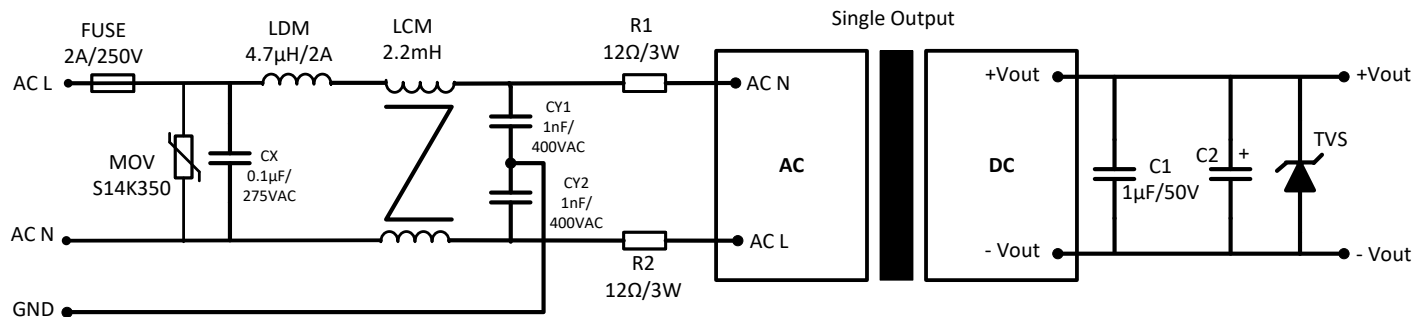 Single Output
FUSE
2A/250V
LDM
4.7µH/2A
LCM
2.2mH
R1
12Ω/3W
AC L
AC N
+Vout
+Vout
MOV
S14K350
CX
0.1µF/
275VAC
CY1
1nF/
400VAC
CY2
1nF/
400VAC
AC
DC
C1
1µF/50V
C2
+
TVS
AC N
AC L
- Vout
- Vout
R2
12Ω/3W
GND